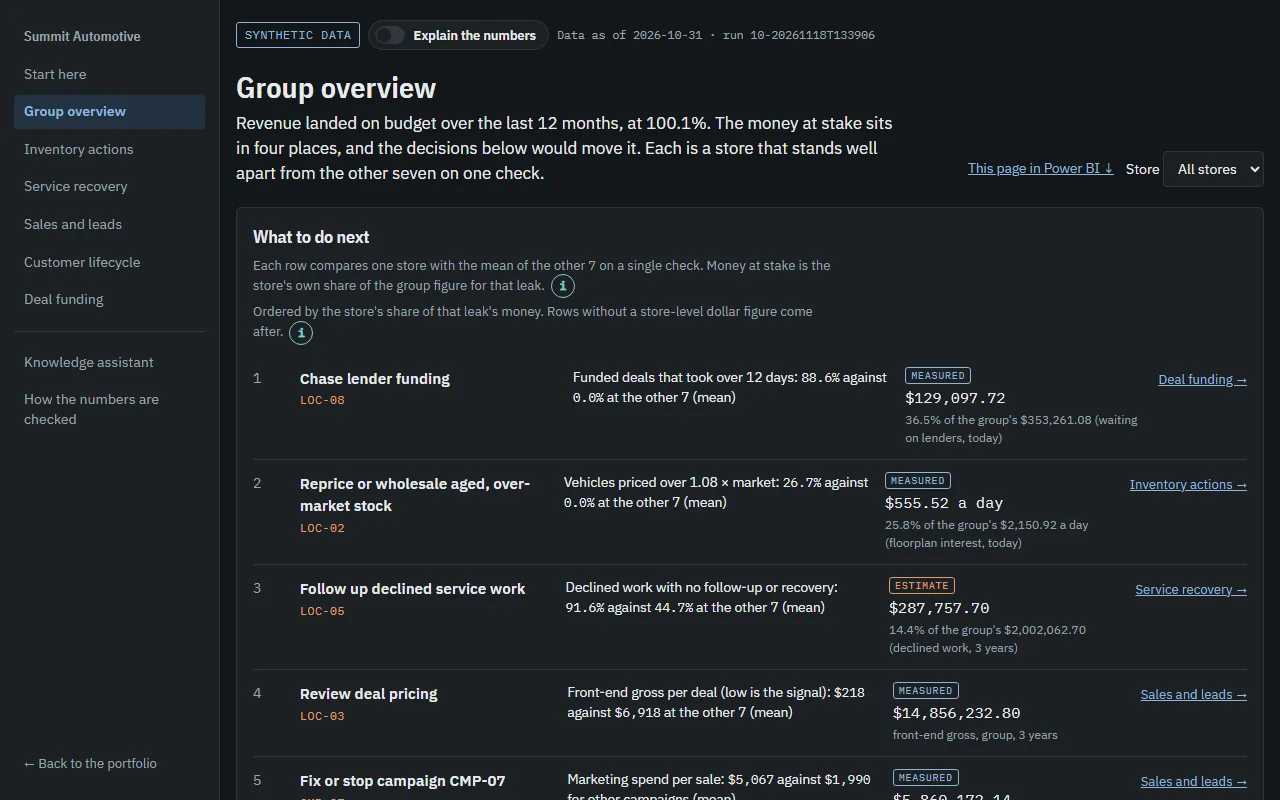 Summit Automotive
Start here
Group overview
Inventory actions
Service recovery
Sales and leads
Customer lifecycle
Deal funding
Knowledge assistant
How the numbers are
checked
← Back to the portfolio
SYNTHETIC DATA
Explain the numbers
Data as of 2026-10-31 · run 10-20261118T133906
Group overview
Revenue landed on budget over the last 12 months, at 100.1%. The money at stake sits
in four places, and the decisions below would move it. Each is a store that stands well
apart from the other seven on one check.
This page in Power BI ↓
Store
All stores
What to do next
Each row compares one store with the mean of the other 7 on a single check. Money at stake is the
store's own share of the group figure for that leak. i
Ordered by the store's share of that leak's money. Rows without a store-level dollar figure come
after. i
1
Chase lender funding
LOC-08
Funded deals that took over 12 days: 88.6% against
0.0% at the other 7 (mean)
MEASURED
$129,097.72
36.5% of the group's $353,261.08 (waiting
on lenders, today)
Deal funding →
2
Reprice or wholesale aged, over-
market stock
LOC-02
Vehicles priced over 1.08 × market: 26.7% against
0.0% at the other 7 (mean)
MEASURED
$555.52 a day
25.8% of the group's $2,150.92 a day
(floorplan interest, today)
Inventory actions →
3
Follow up declined service work
LOC-05
Declined work with no follow-up or recovery:
91.6% against 44.7% at the other 7 (mean)
ESTIMATE
$287,757.70
14.4% of the group's $2,002,062.70
(declined work, 3 years)
Service recovery →
4
Review deal pricing
LOC-03
Front-end gross per deal (low is the signal): $218
against $6,918 at the other 7 (mean)
MEASURED
$14,856,232.80
front-end gross, group, 3 years
Sales and leads →
5
Fix or stop campaign CMP-07
Marketing spend per sale: $5,067 against $1,990
for other campaigns (mean)
MEASURED
Sales and leads →